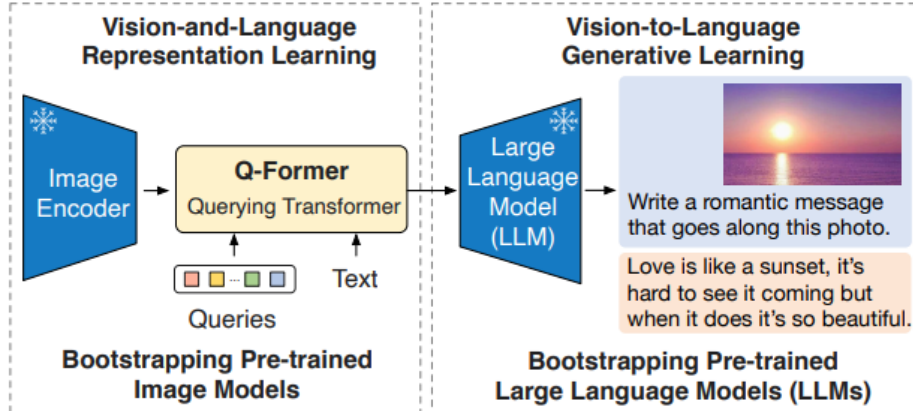 Vision-and-Language
Representation Learning
Image
Encoder
Q-Former
Querying Transformer
...
Queries
Text
Bootstrapping Pre-trained
Image Models
Vision-to-Language
Generative Learning
Large
Language
Model
(LLM)
Write a romantic message
that goes along this photo.
Love is like a sunset, it's
hard to see it coming but
when it does it's so beautiful.
Bootstrapping Pre-trained
Large Language Models (LLMs)